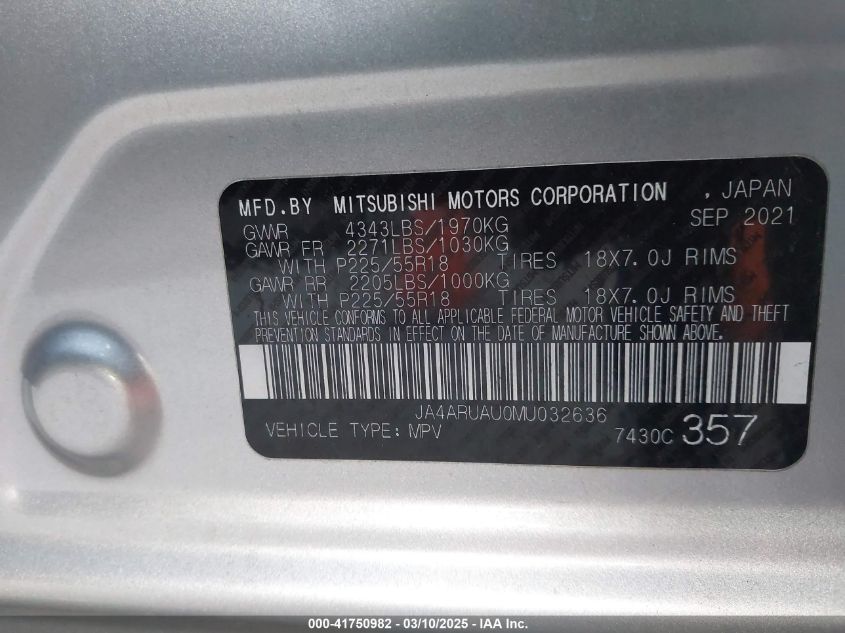 MFD.BY MITSUBISHI MOTORS CORPORATION , JAPAN
GVWR 4343LBS/1970KG SEP 2021
GAWR FR 2271LBS/1030KG
WITH P225/55R18 TIRES 18X7.0J RIMS
GAWR RR 2205LBS/1000KG
WITH P225/55R18 TIRES 18X7.0J RIMS
THIS VEHICLE CONFORMS TO ALL APPLICABLE FEDERAL MOTOR VEHICLE SAFETY AND THEFT
PREVENTION STANDARDS IN EFFECT ON THE DATE OF MANUFACTURE SHOWN ABOVE.
JA4ARUAU0MU032636
VEHICLE TYPE: MPV 7430C 357
000-41750982 — 03/10/2025 — IAA Inc.